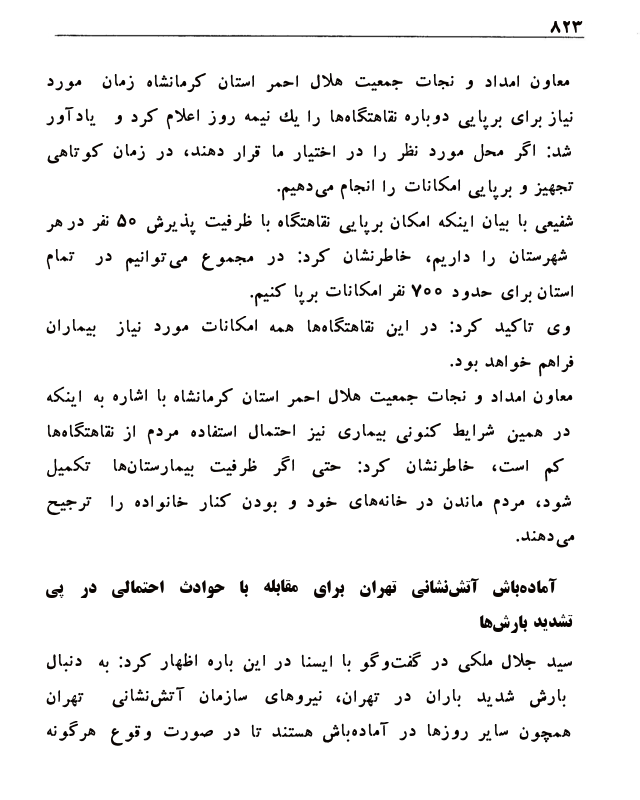 ۸۲۳
معاون امداد و نجات جمعیت هلال احمر استان کرمانشاه زمان مورد
نیاز برای برپایی دوباره نقاهتگاه‌ها را یك نیمه روز اعلام کرد و یادآور
شد: اگر محل مورد نظر را در اختیار ما قرار دهند، در زمان کوتاهی
تجهیز و برپایی امکانات را انجام می‌دهیم.
شفیعی با بیان اینکه امکان برپایی نقاهتگاه با ظرفیت پذیرش ۵۰ نفر در هر
شهرستان را داریم، خاطرنشان کرد: در مجموع می‌توانیم در تمام
استان برای حدود ۷۰۰ نفر امکانات برپا کنیم.
وی تاکید کرد: در این نقاهتگاه‌ها همه امکانات مورد نیاز بیماران
فراهم خواهد بود.
معاون امداد و نجات جمعیت هلال احمر استان کرمانشاه با اشاره به اینکه
در همین شرایط کنونی بیماری نیز احتمال استفاده مردم از نقاهتگاه‌ها
کم است، خاطرنشان کرد: حتی اگر ظرفیت بیمارستان‌ها تکمیل
شود، مردم ماندن در خانه‌های خود و بودن کنار خانواده را ترجیح
می‌دهند.
آماده‌باش آتش‌نشانی تهران برای مقابله با حوادث احتمالی در پی
تشدید بارش‌ها
سید جلال ملکی در گفت‌وگو با ایسنا در این باره اظهار کرد: به دنبال
بارش شدید باران در تهران، نیروهای سازمان آتش‌نشانی تهران
همچون سایر روزها در آماده‌باش هستند تا در صورت وقوع هرگونه